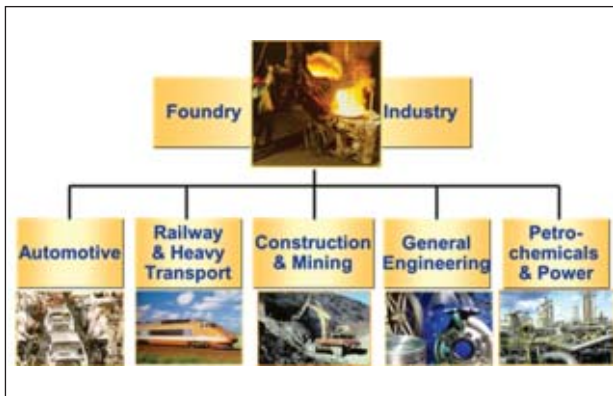 Foundry Industry
Automotive
Railway
& Heavy
Transport
Construction
& Mining
General
Engineering
Petro-
chemicals
& Power